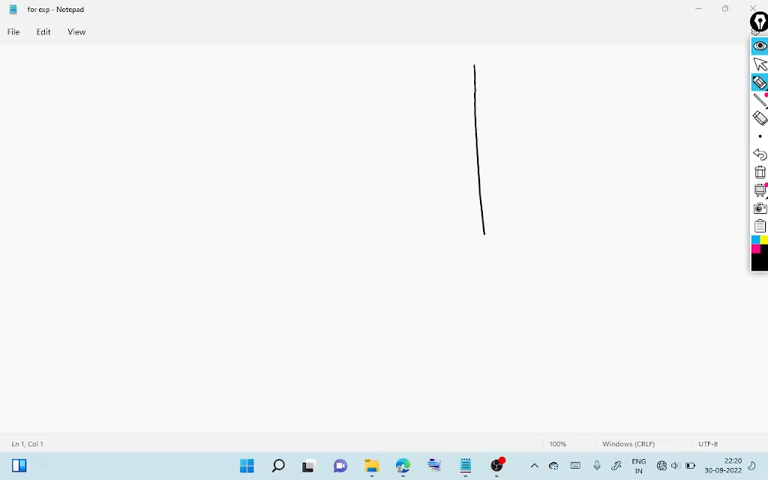 for exp - Notepad
File Edit View
Ln 1, Col 1 100% Windows (CRLF) UTF-8
ENG 22:20
IN 30-09-2022